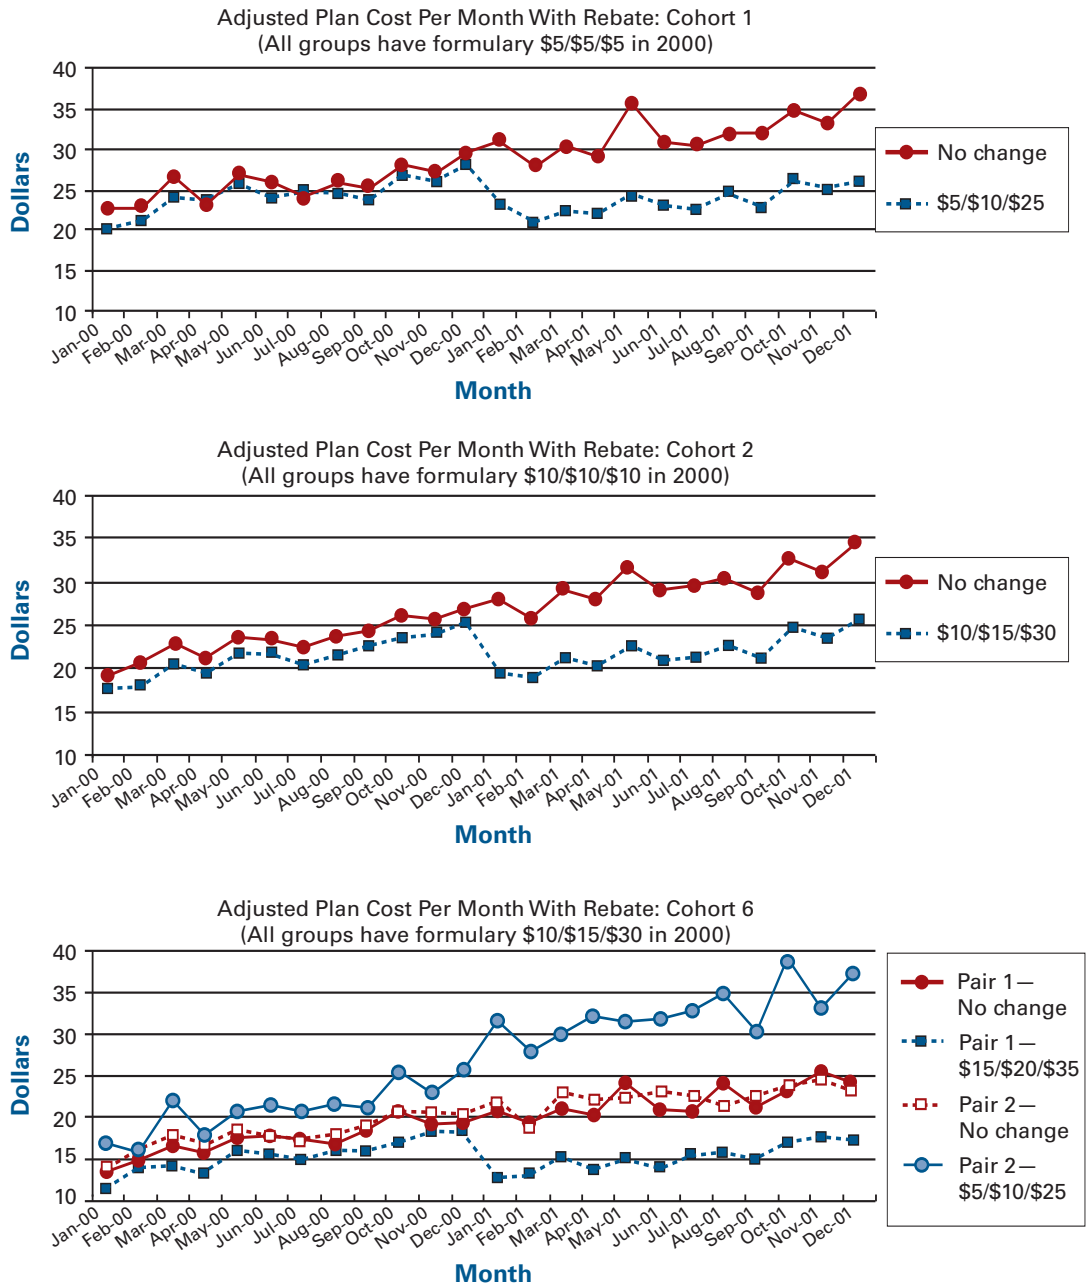 Adjusted Plan Cost Per Month With Rebate: Cohort 1
(All groups have formulary $5/$5/$5 in 2000)
Dollars
40
35
30
25
20
15
10
Jan-00
Feb-00
Mar-00
Apr-00
May-00
Jun-00
Jul-00
Aug-00
Sep-00
Oct-00
Nov-00
Dec-00
Jan-01
Feb-01
Mar-01
Apr-01
May-01
Jun-01
Jul-01
Aug-01
Sep-01
Oct-01
Nov-01
Dec-01
Month
No change
$5/$10/$25
Adjusted Plan Cost Per Month With Rebate: Cohort 2
(All groups have formulary $10/$10/$10 in 2000)
Dollars
40
35
30
25
20
15
10
Jan-00
Feb-00
Mar-00
Apr-00
May-00
Jun-00
Jul-00
Aug-00
Sep-00
Oct-00
Nov-00
Dec-00
Jan-01
Feb-01
Mar-01
Apr-01
May-01
Jun-01
Jul-01
Aug-01
Sep-01
Oct-01
Nov-01
Dec-01
Month
No change
$10/$15/$30
Adjusted Plan Cost Per Month With Rebate: Cohort 6
(All groups have formulary $10/$15/$30 in 2000)
Dollars
40
35
30
25
20
15
10
Jan-00
Feb-00
Mar-00
Apr-00
May-00
Jun-00
Jul-00
Aug-00
Sep-00
Oct-00
Nov-00
Dec-00
Jan-01
Feb-01
Mar-01
Apr-01
May-01
Jun-01
Jul-01
Aug-01
Sep-01
Oct-01
Nov-01
Dec-01
Month
Pair 1—
No change
Pair 1—
$15/$20/$35
Pair 2—
No change
Pair 2—
$5/$10/$25